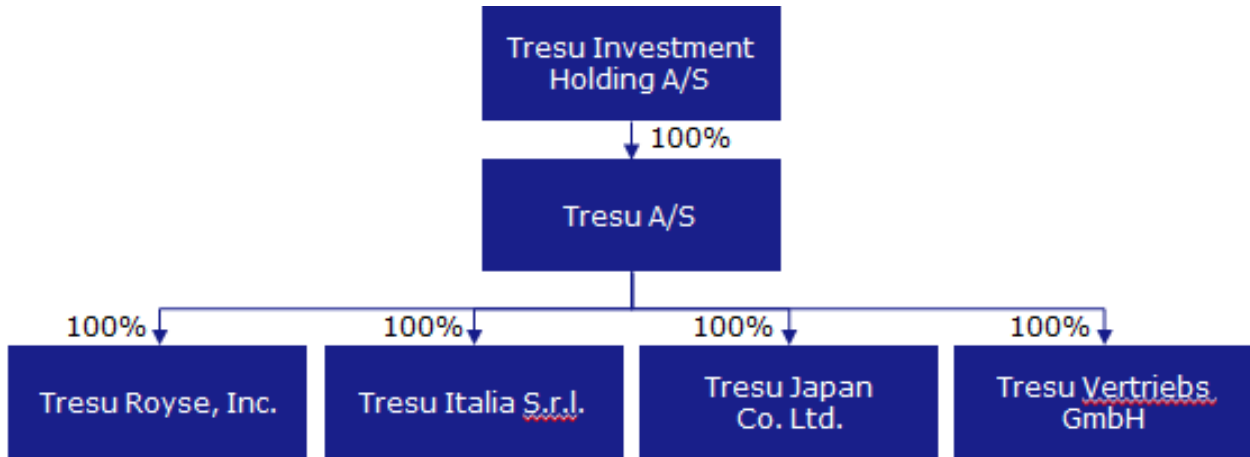 Tresu Investment
Holding A/S
100%
Tresu A/S
100%
100%
100%
100%
Tresu Royse, Inc.
Tresu Italia S.r.l.
Tresu Japan
Co. Ltd.
Tresu Vertriebs
GmbH